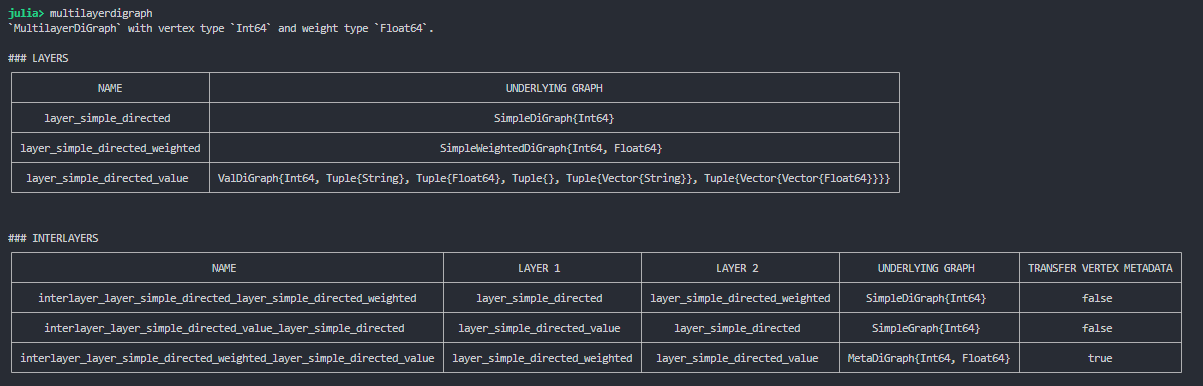 julia> multilayerdigraph
`MultilayerDiGraph` with vertex type `Int64` and weight type `Float64`.
### LAYERS
NAME UNDERLYING GRAPH
layer_simple_directed SimpleDiGraph{Int64}
layer_simple_directed_weighted SimpleWeightedDiGraph{Int64, Float64}
layer_simple_directed_value ValDiGraph{Int64, Tuple{String}, Tuple{Float64}, Tuple{}, Tuple{Vector{String}}, Tuple{Vector{Vector{Float64}}}}
### INTERLAYERS
NAME LAYER 1 LAYER 2 UNDERLYING GRAPH TRANSFER VERTEX METADATA
interlayer_layer_simple_directed_layer_simple_directed_weighted layer_simple_directed layer_simple_directed_weighted SimpleDiGraph{Int64} false
interlayer_layer_simple_directed_value_layer_simple_directed layer_simple_directed_value layer_simple_directed SimpleGraph{Int64} false
interlayer_layer_simple_directed_weighted_layer_simple_directed_value layer_simple_directed_weighted layer_simple_directed_value MetaDiGraph{Int64, Float64} true